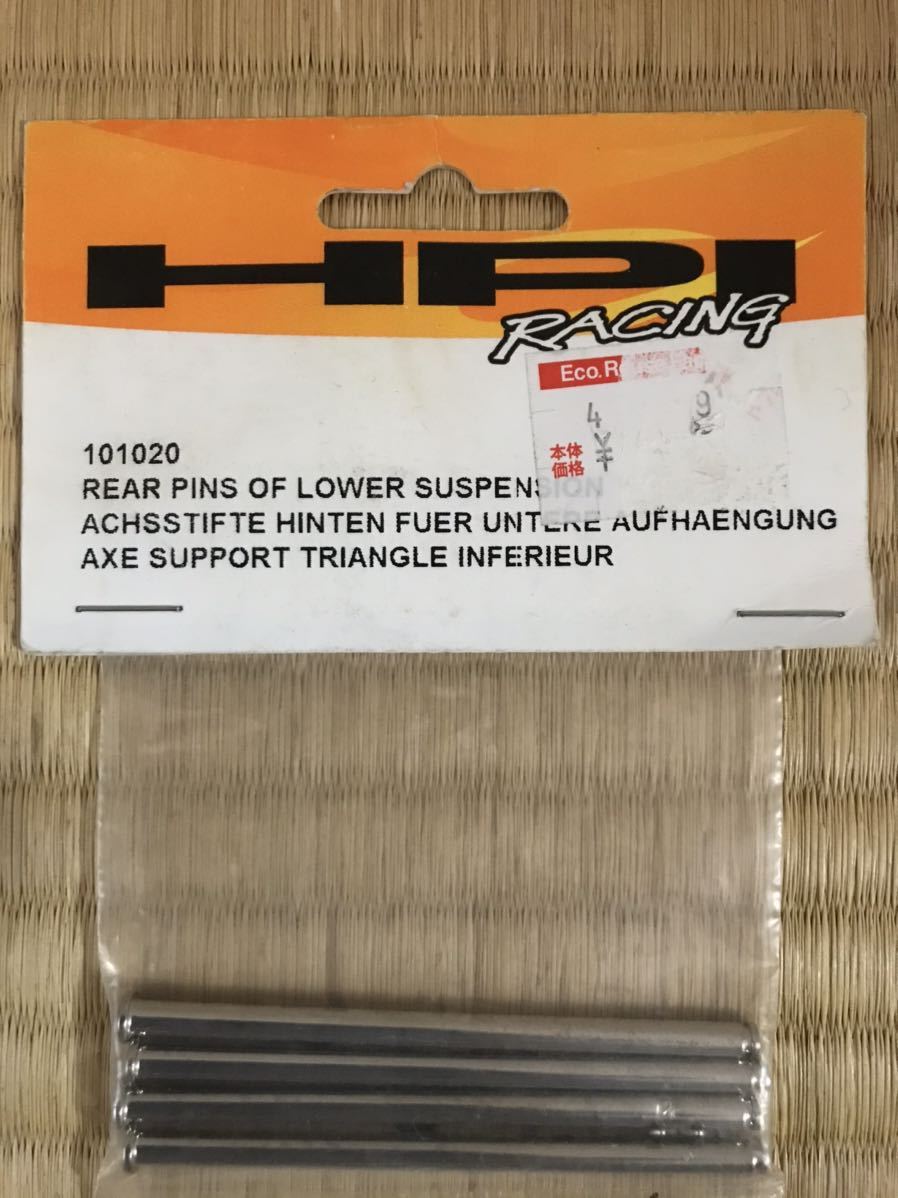 HPI
RACING
Eco.R
4 9
本体
価格 ¥
101020
REAR PINS OF LOWER SUSPENSION
ACHSSTIFTE HINTEN FUER UNTERE AUFHAENGUNG
AXE SUPPORT TRIANGLE INFERIEUR